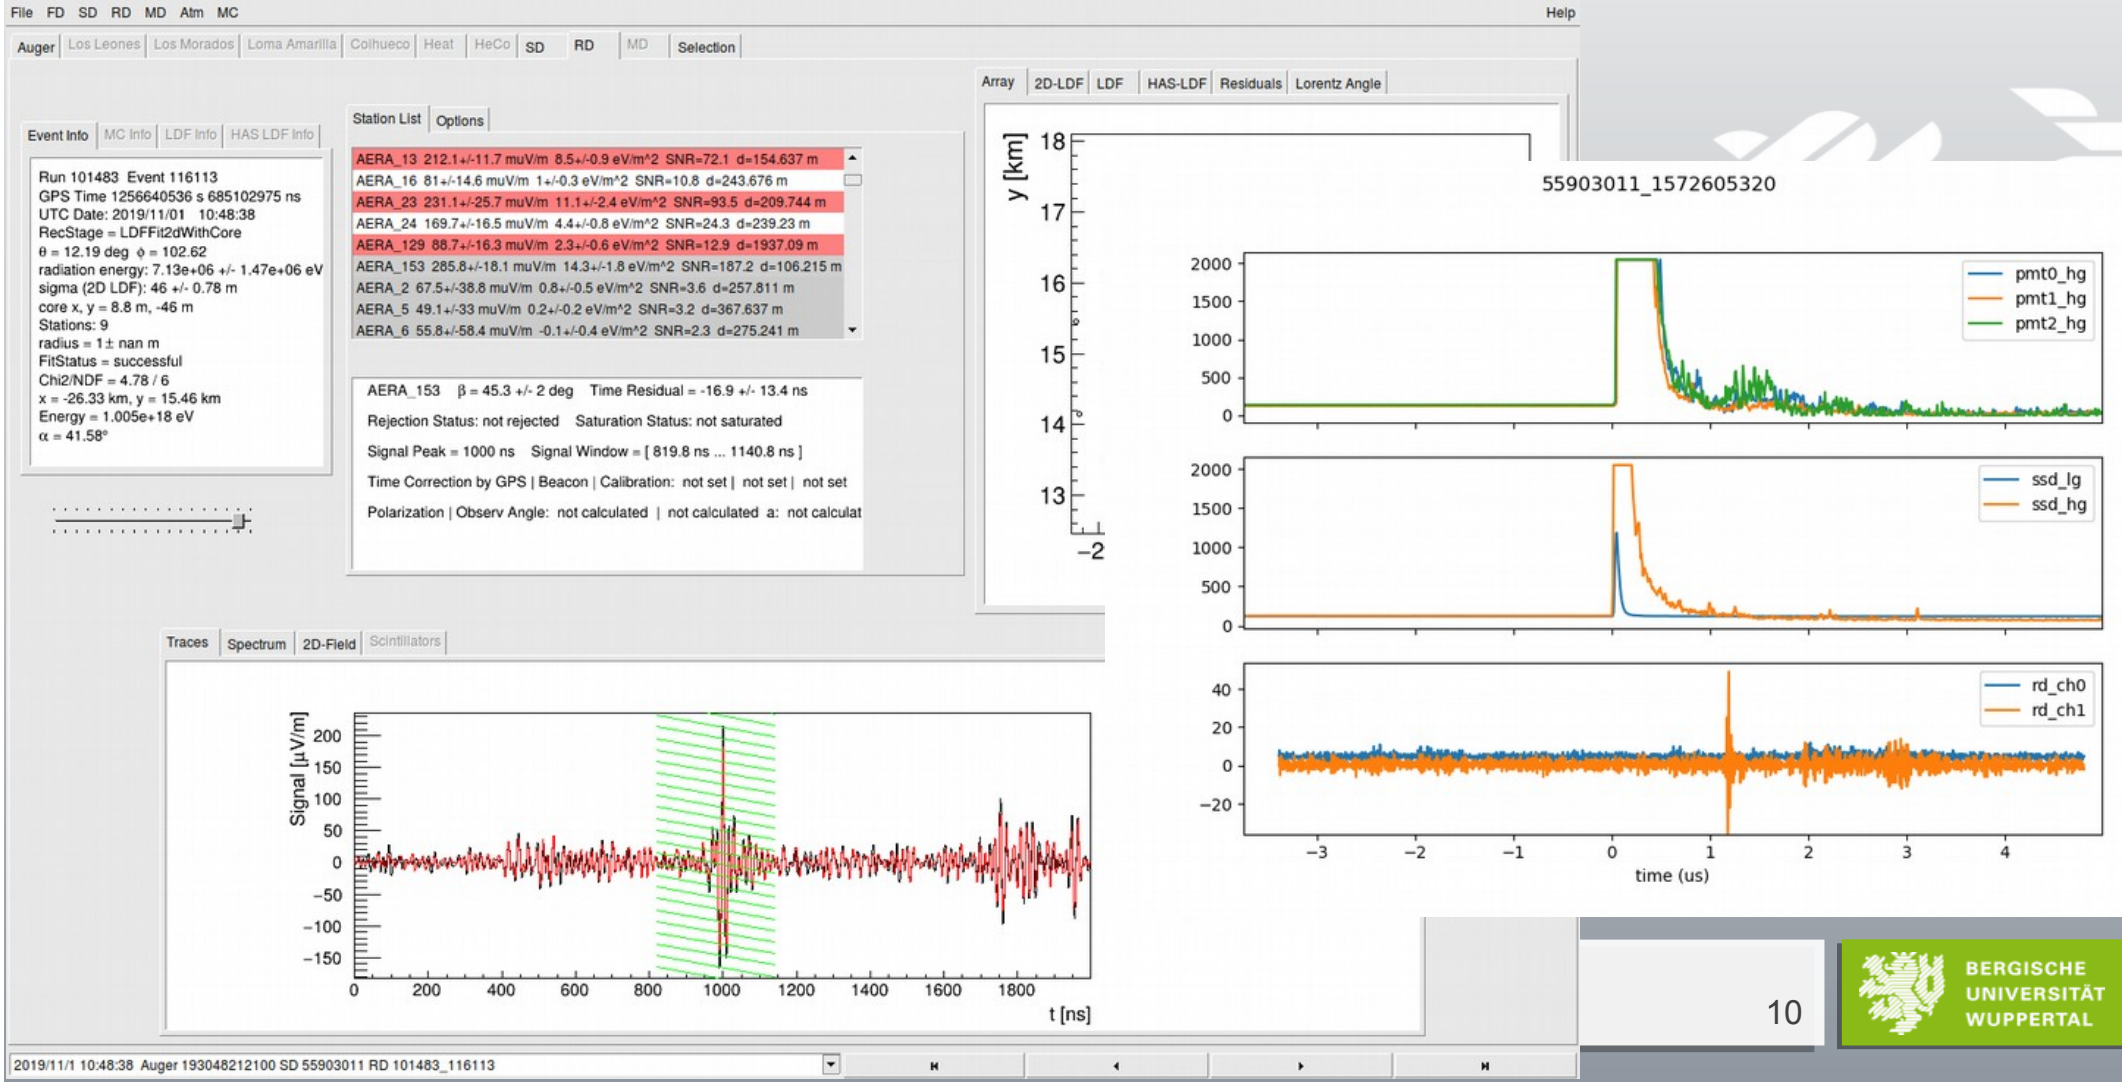 File FD SD RD MD Atm MC Help
Auger Los Leones Los Morados Loma Amarilla Coihueco Heat HeCo SD RD MD Selection
Event Info MC Info LDF Info HAS LDF Info
Run 101483 Event 116113
GPS Time 1256640536 s 685102975 ns
UTC Date: 2019/11/01 10:48:38
RecStage = LDFFit2dWithCore
θ = 12.19 deg φ = 102.62
radiation energy: 7.13e+06 +/- 1.47e+06 eV
sigma (2D LDF): 46 +/- 0.78 m
core x, y = 8.8 m, -46 m
Stations: 9
radius = 1± nan m
FitStatus = successful
Chi2/NDF = 4.78 / 6
x = -26.33 km, y = 15.46 km
Energy = 1.005e+18 eV
α = 41.58°
Station List Options
AERA_13 212.1+/-11.7 muV/m 8.5+/-0.9 eV/m^2 SNR=72.1 d=154.637 m
AERA_16 81+/-14.6 muV/m 1+/-0.3 eV/m^2 SNR=10.8 d=243.676 m
AERA_23 231.1+/-25.7 muV/m 11.1+/-2.4 eV/m^2 SNR=93.5 d=209.744 m
AERA_24 169.7+/-16.5 muV/m 4.4+/-0.8 eV/m^2 SNR=24.3 d=239.23 m
AERA_129 88.7+/-16.3 muV/m 2.3+/-0.6 eV/m^2 SNR=12.9 d=1937.09 m
AERA_153 285.8+/-18.1 muV/m 14.3+/-1.8 eV/m^2 SNR=187.2 d=106.215 m
AERA_2 67.5+/-38.8 muV/m 0.8+/-0.5 eV/m^2 SNR=3.6 d=257.811 m
AERA_5 49.1+/-33 muV/m 0.2+/-0.2 eV/m^2 SNR=3.2 d=367.637 m
AERA_6 55.8+/-58.4 muV/m -0.1+/-0.4 eV/m^2 SNR=2.3 d=275.241 m
AERA_153 β = 45.3 +/- 2 deg Time Residual = -16.9 +/- 13.4 ns
Rejection Status: not rejected Saturation Status: not saturated
Signal Peak = 1000 ns Signal Window = [ 819.8 ns ... 1140.8 ns ]
Time Correction by GPS | Beacon | Calibration: not set | not set | not set
Polarization | Observ Angle: not calculated | not calculated a: not calculat
Array 2D-LDF LDF HAS-LDF Residuals Lorentz Angle
y [km]
18
17
16
15
14
13
−2
Traces Spectrum 2D-Field Scintillators
Signal [μV/m]
200
150
100
50
0
−50
−100
−150
0 200 400 600 800 1000 1200 1400 1600 1800
t [ns]
55903011_1572605320
2000
1500
1000
500
0
pmt0_hg
pmt1_hg
pmt2_hg
2000
1500
1000
500
0
ssd_lg
ssd_hg
40
20
0
−20
rd_ch0
rd_ch1
−3 −2 −1 0 1 2 3 4
time (us)
10
BERGISCHE
UNIVERSITÄT
WUPPERTAL
2019/11/1 10:48:38 Auger 193048212100 SD 55903011 RD 101483_116113